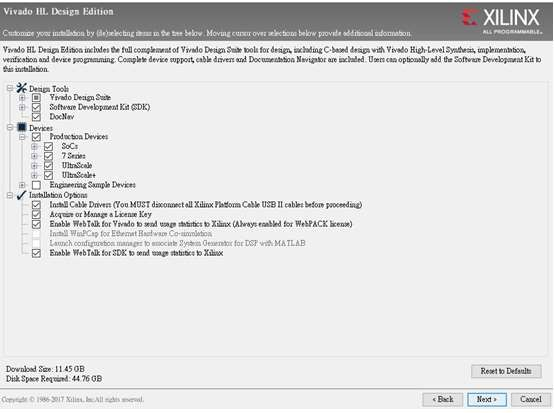 Vivado HL Design Edition
XILINX
ALL PROGRAMMABLE.
Customize your installation by (de)selecting items in the tree below. Moving cursor over selections below provide additional information.
Vivado HL Design Edition includes the full complement of Vivado Design Suite tools for design, including C-based design with Vivado High-Level Synthesis, implementation,
verification and device programming. Complete device support, cable drivers and Documentation Navigator are included. Users can optionally add the Software Development Kit to
this installation.
Design Tools
Vivado Design Suite
Software Development Kit (SDK)
DocNav
Devices
Production Devices
SoCs
7 Series
UltraScale
UltraScale+
Engineering Sample Devices
Installation Options
Install Cable Drivers (You MUST disconnect all Xilinx Platform Cable USB II cables before proceeding)
Acquire or Manage a License Key
Enable WebTalk for Vivado to send usage statistics to Xilinx (Always enabled for WebPACK license)
Install WinPCap for Ethernet Hardware Co-simulation
Launch configuration manager to associate System Generator for DSP with MATLAB
Enable WebTalk for SDK to send usage statistics to Xilinx
Download Size: 11.45 GB
Disk Space Required: 44.76 GB
Reset to Defaults
Copyright © 1986-2017 Xilinx, Inc. All rights reserved.
< Back
Next >
Cancel